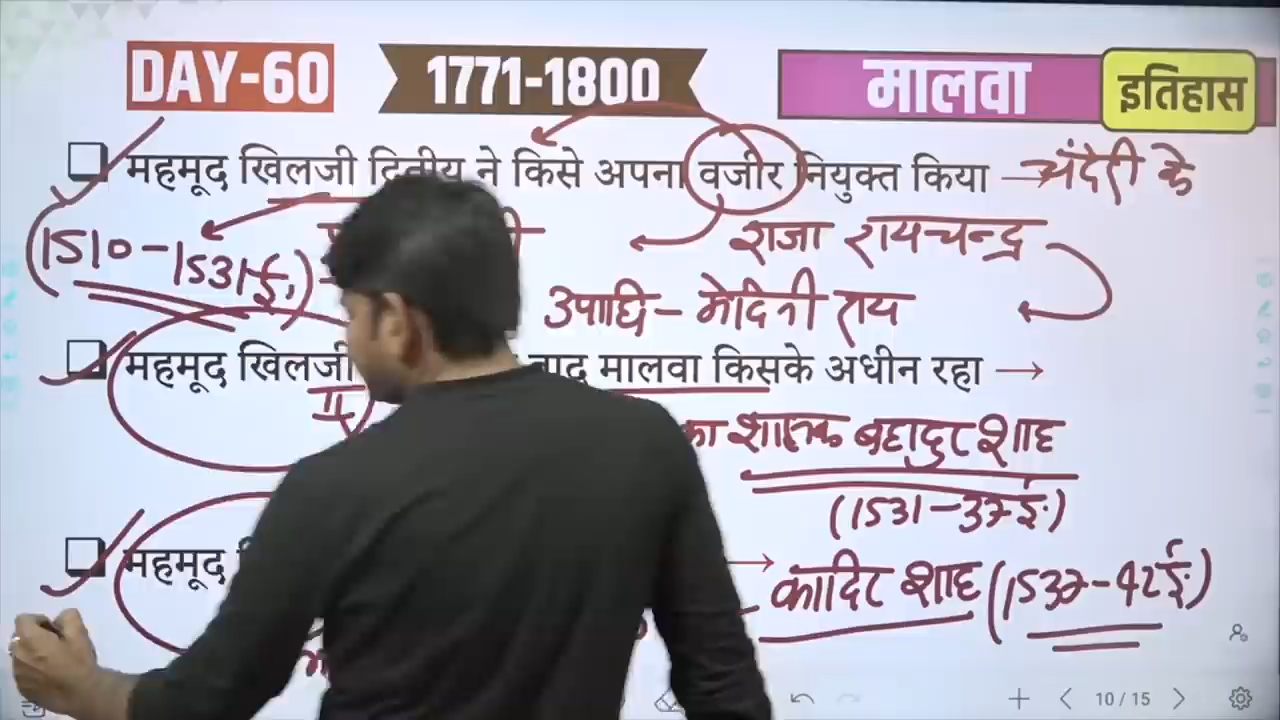 DAY-60 1771-1800 मालवा इतिहास
महमूद खिलजी द्वितीय ने किसे अपना वजीर नियुक्त किया → चंदेरी के
(1510-1531ई.) राजा रायचन्द्र
उपाधि - मेदिनी राय
महमूद खिलजी बाद मालवा किसके अधीन रहा →
II का शासक बहादुर शाह
(1531-37ई.)
महमूद → कादिर शाह (1537-42ई.)
10 / 15